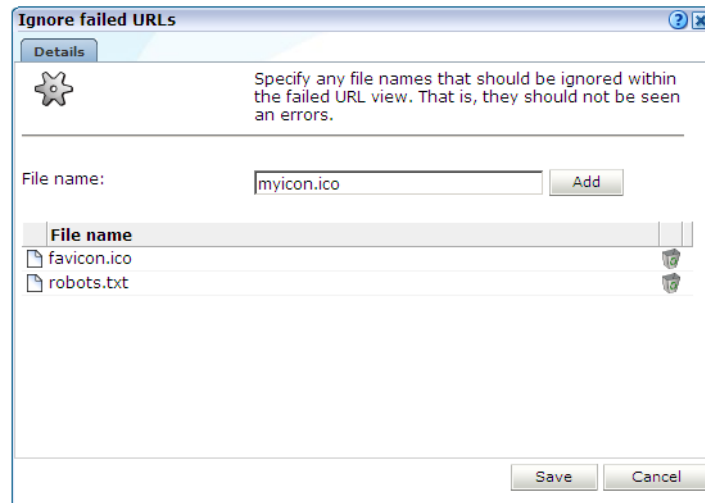 Ignore failed URLs
Details
Specify any file names that should be ignored within
the failed URL view. That is, they should not be seen
an errors.
File name: myicon.ico Add
File name
favicon.ico
robots.txt
Save Cancel